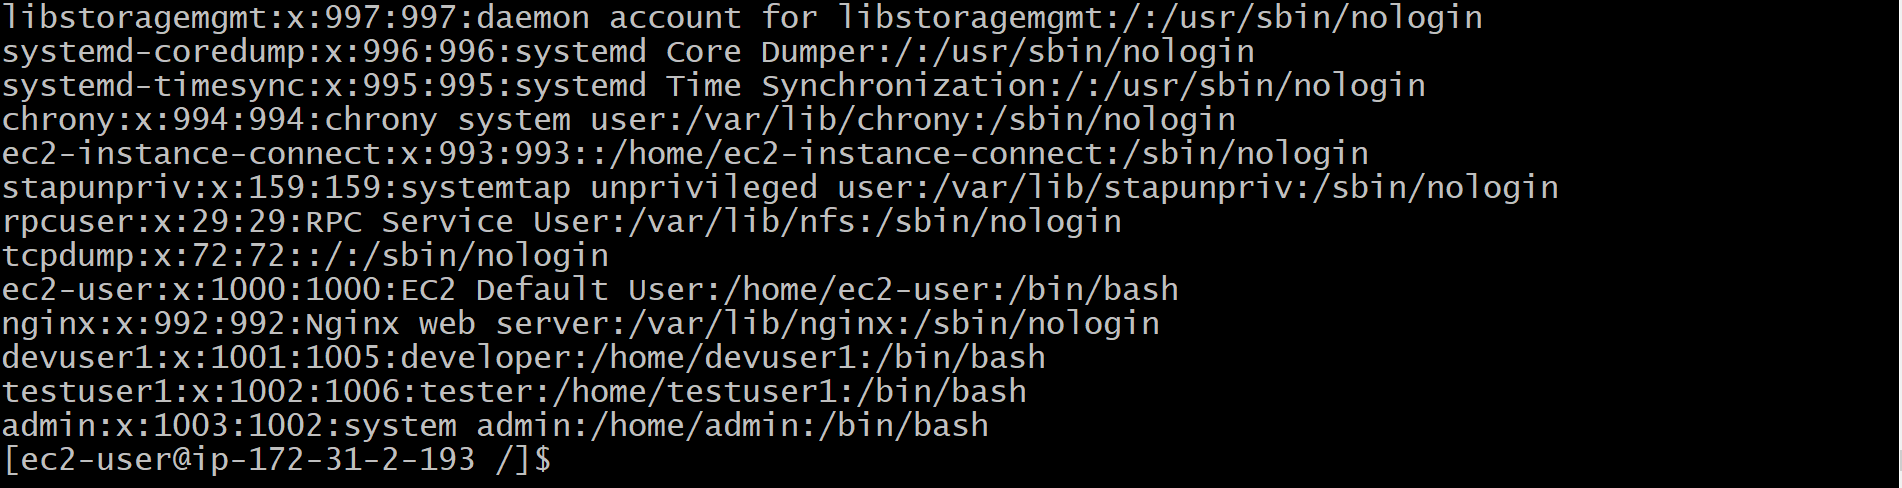 libstoragemgmt:x:997:997:daemon account for libstoragemgmt:/:/usr/sbin/nologin
systemd-coredump:x:996:996:systemd Core Dumper:/:/usr/sbin/nologin
systemd-timesync:x:995:995:systemd Time Synchronization:/:/usr/sbin/nologin
chrony:x:994:994:chrony system user:/var/lib/chrony:/sbin/nologin
ec2-instance-connect:x:993:993::/home/ec2-instance-connect:/sbin/nologin
stapunpriv:x:159:159:systemtap unprivileged user:/var/lib/stapunpriv:/sbin/nologin
rpcuser:x:29:29:RPC Service User:/var/lib/nfs:/sbin/nologin
tcpdump:x:72:72::/:/sbin/nologin
ec2-user:x:1000:1000:EC2 Default User:/home/ec2-user:/bin/bash
nginx:x:992:992:Nginx web server:/var/lib/nginx:/sbin/nologin
devuser1:x:1001:1005:developer:/home/devuser1:/bin/bash
testuser1:x:1002:1006:tester:/home/testuser1:/bin/bash
admin:x:1003:1002:system admin:/home/admin:/bin/bash
[ec2-user@ip-172-31-2-193 /]$